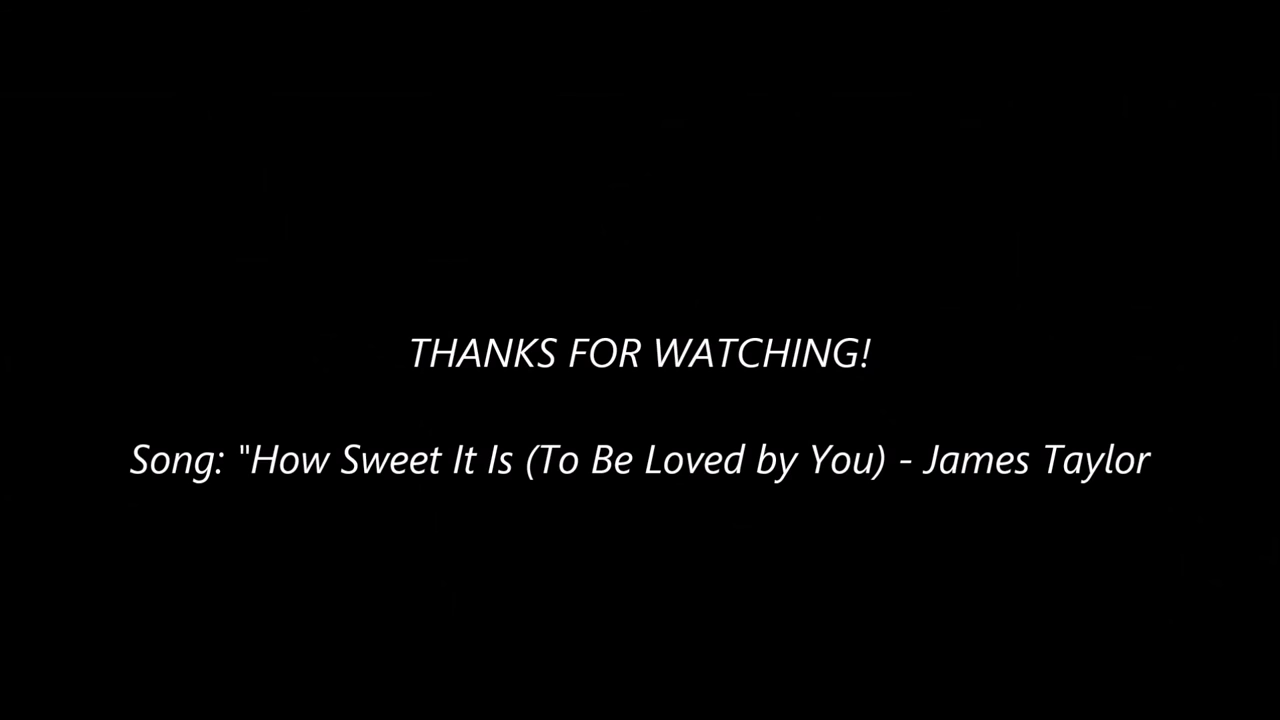 THANKS FOR WATCHING!
Song: "How Sweet It Is (To Be Loved by You) - James Taylor